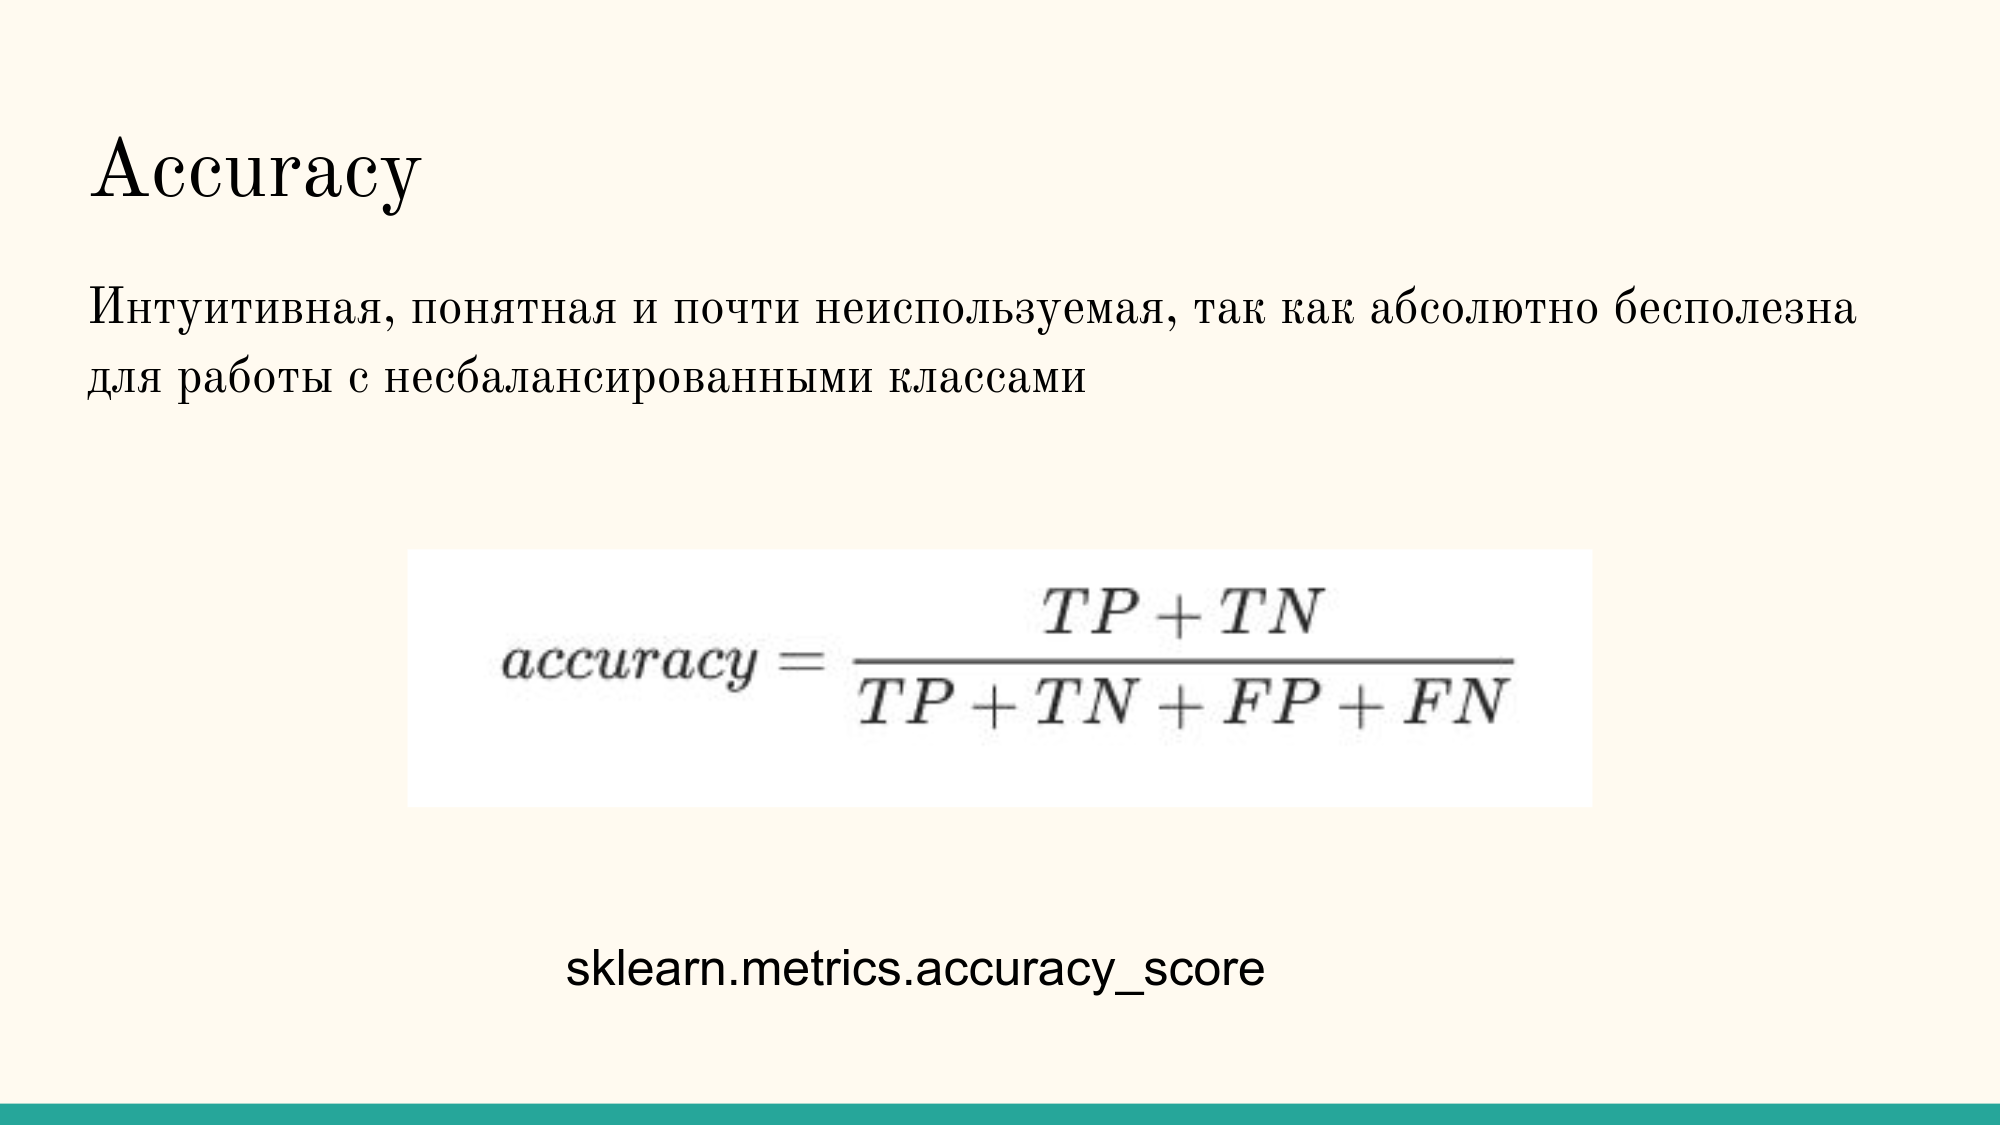 Accuracy
Интуитивная, понятная и почти неиспользуемая, так как абсолютно бесполезна
для работы с несбалансированными классами
accuracy = \frac{TP + TN}{TP + TN + FP + FN}
sklearn.metrics.accuracy_score